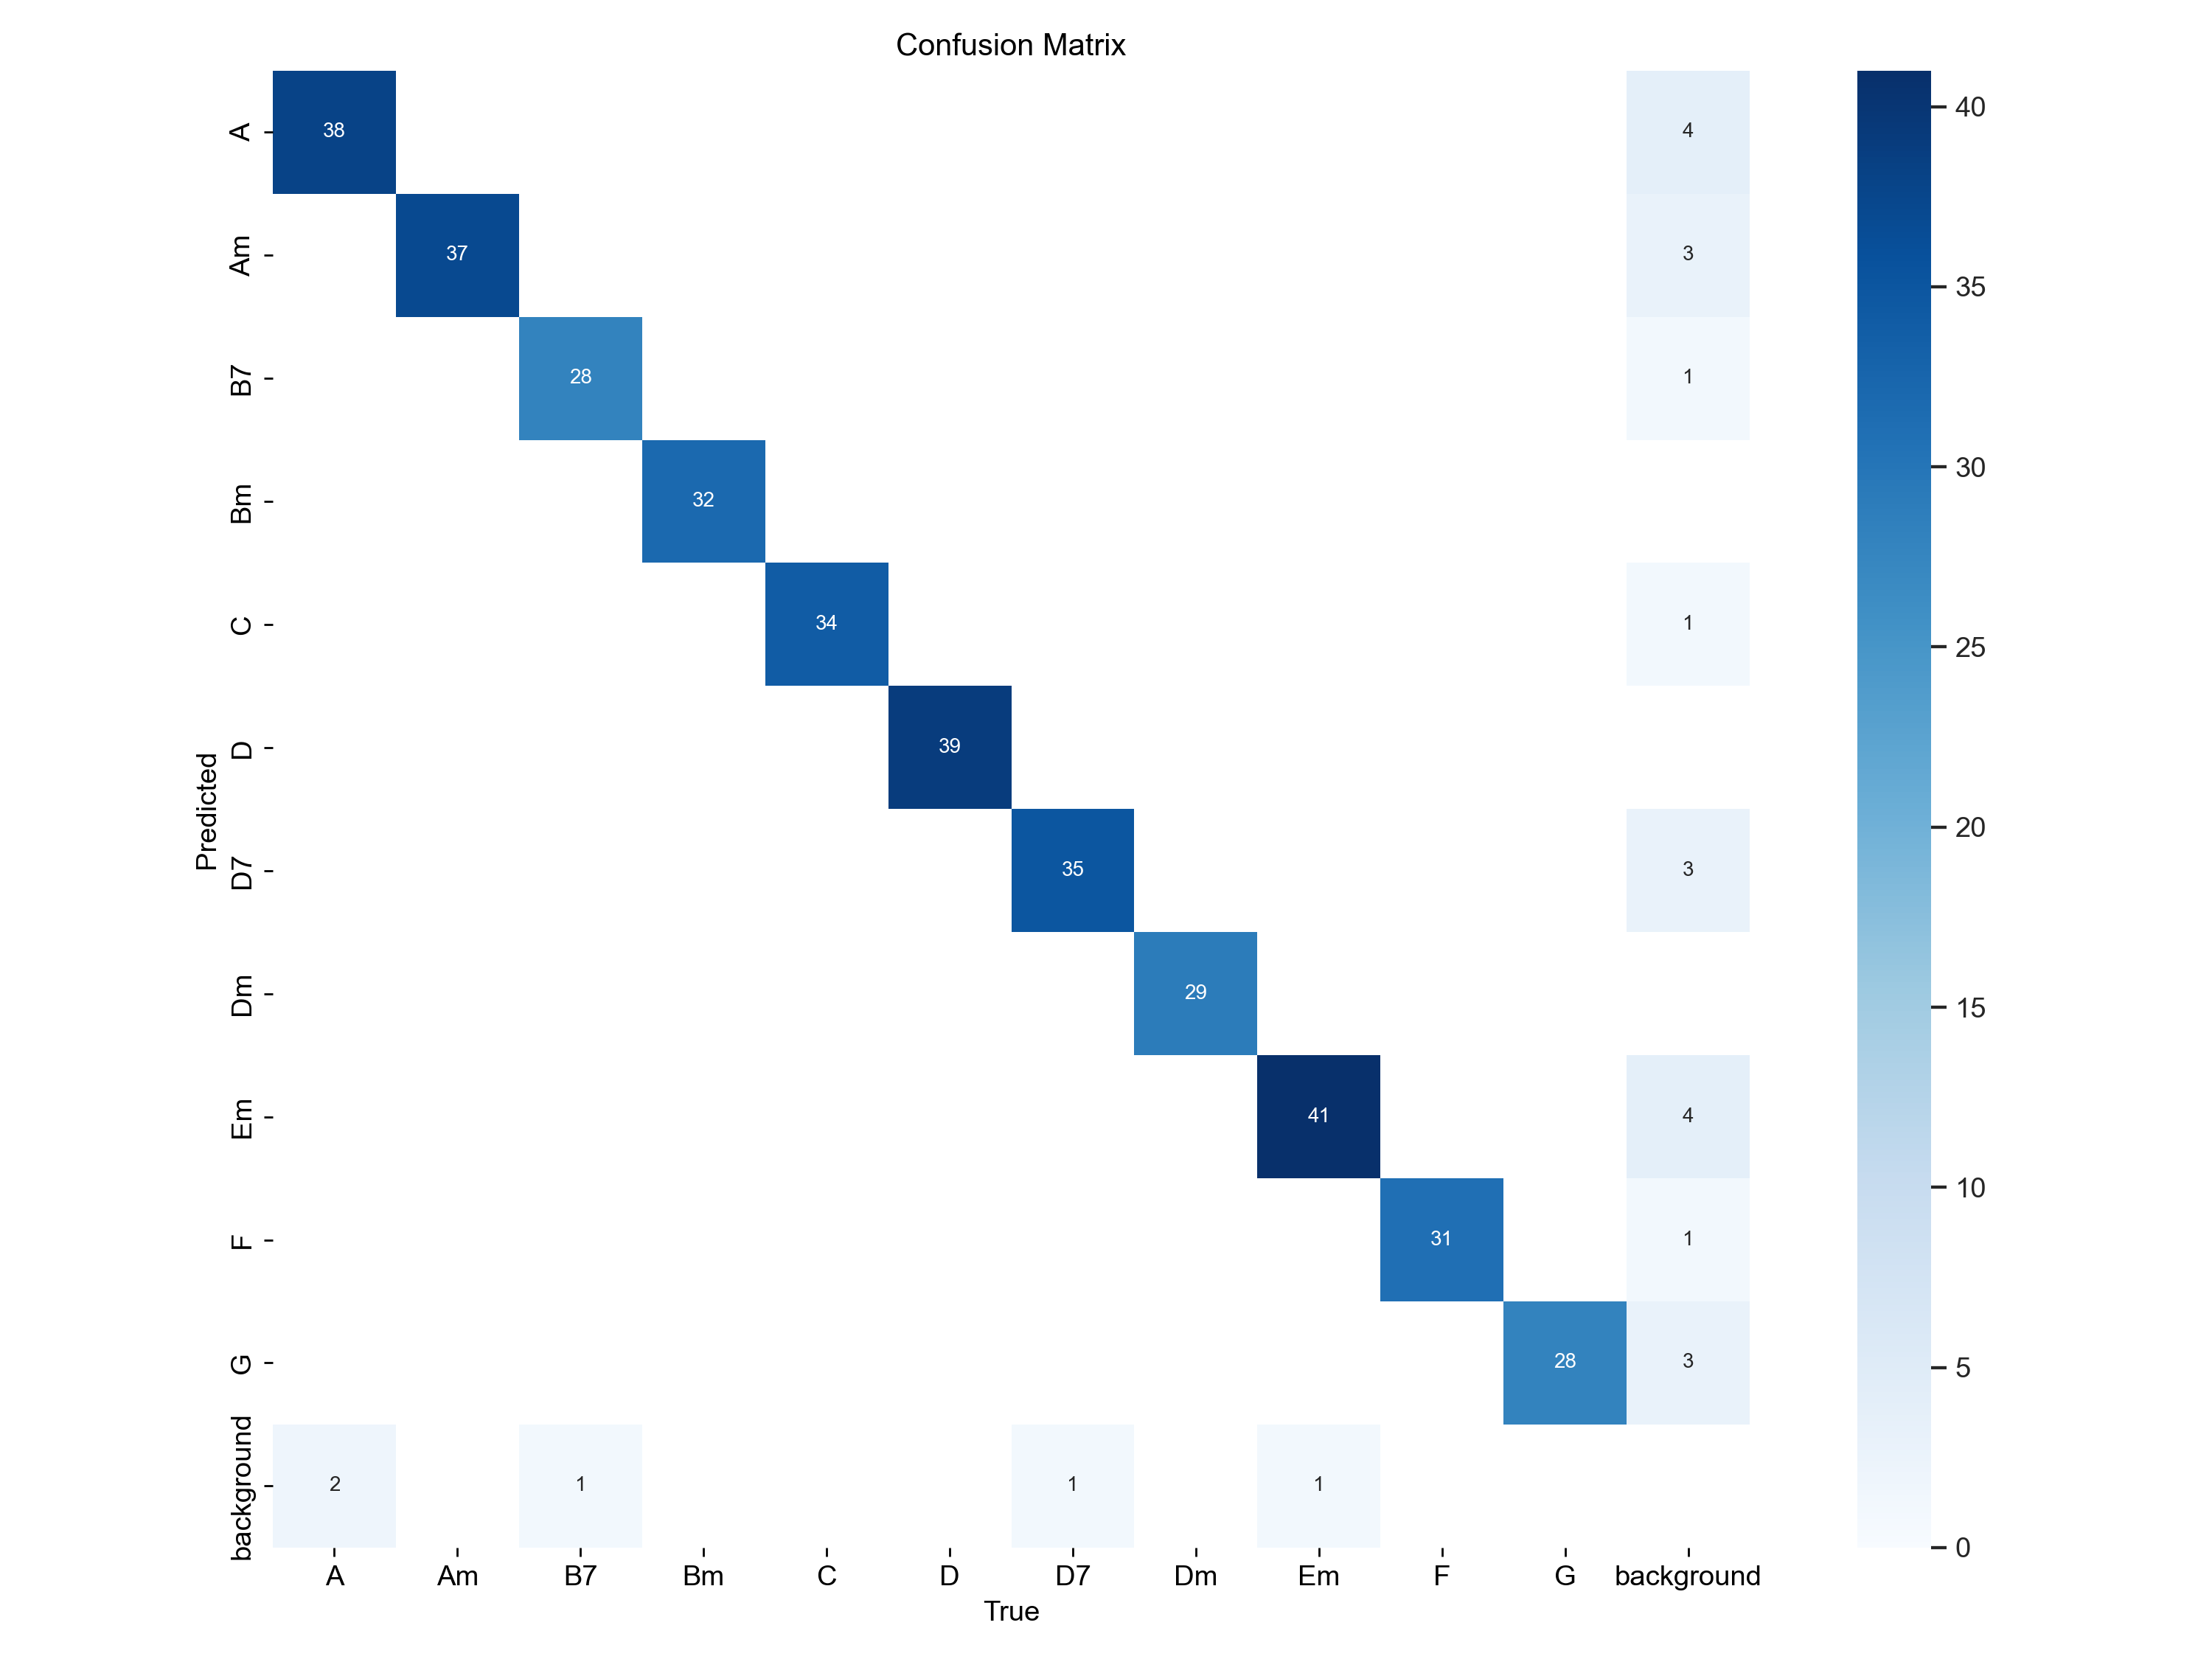 Confusion Matrix
A 38 4
Am 37 3
B7 28 1
Bm 32
C 34 1
D 39
D7 35 3
Dm 29
Em 41 4
F 31 1
G 28 3
background 2 1 1 1
Predicted
A Am B7 Bm C D D7 Dm Em F G background
True
40
35
30
25
20
15
10
5
0